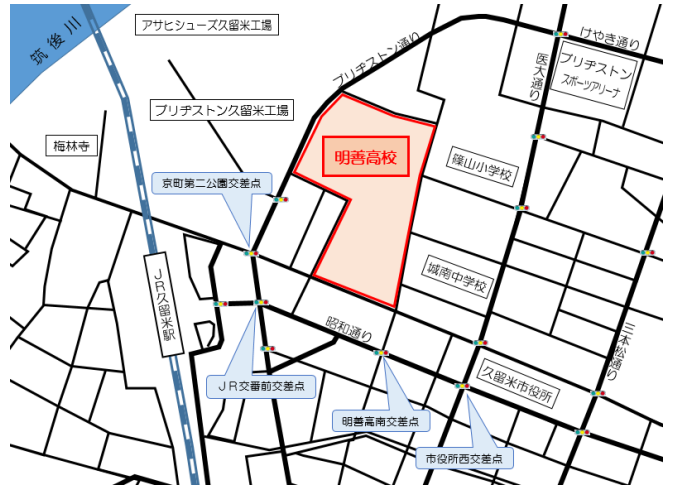 アサヒシューズ久留米工場
けやき通り
筑後川
ブリヂストン通り
医大通り
ブリヂストン
スポーツアリーナ
ブリヂストン久留米工場
梅林寺
明善高校
篠山小学校
京町第二公園交差点
城南中学校
JR久留米駅
昭和通り
三本松通り
久留米市役所
JR交番前交差点
明善高南交差点
市役所西交差点